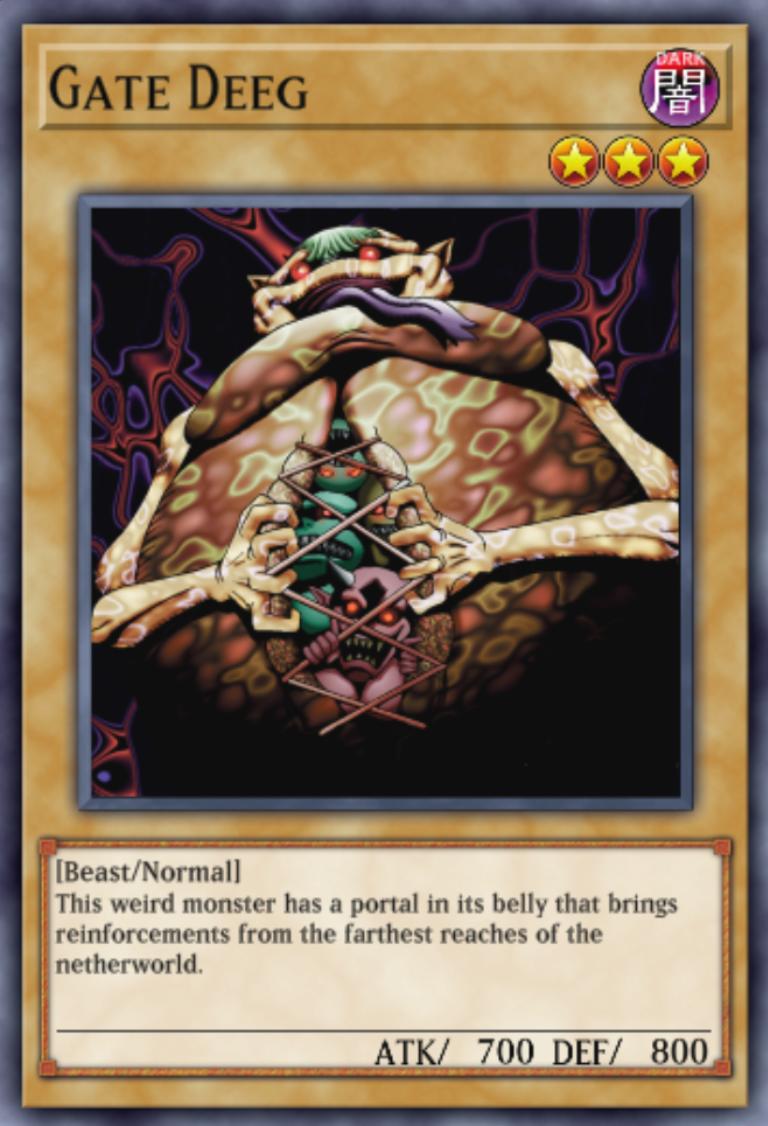 GATE DEEG
DARK
闇
[Beast/Normal]
This weird monster has a portal in its belly that brings
reinforcements from the farthest reaches of the
netherworld.
ATK/ 700 DEF/ 800